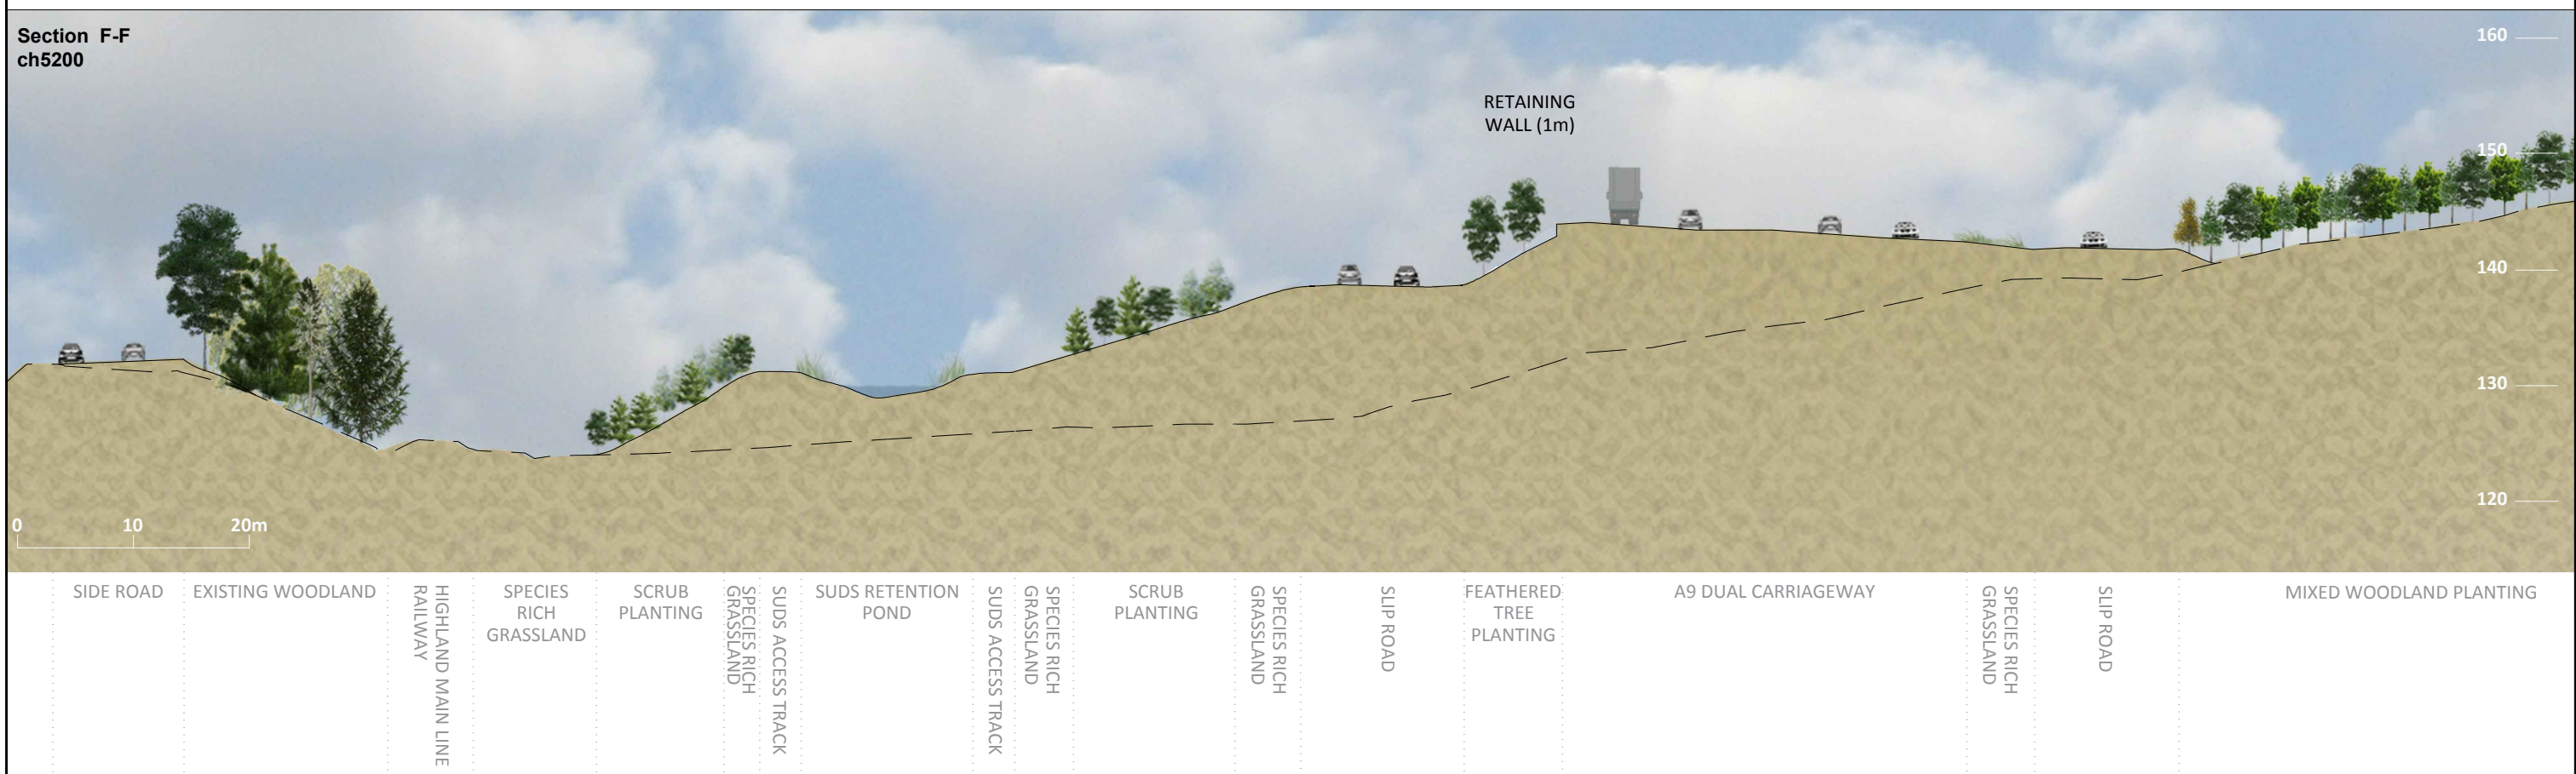 Section F-F
ch5200
160
RETAINING
WALL (1m)
150
140
130
120
0 10 20m
SIDE ROAD
EXISTING WOODLAND
HIGHLAND MAIN LINE
RAILWAY
SPECIES
RICH
GRASSLAND
SCRUB
PLANTING
SPECIES RICH
GRASSLAND
SUDS ACCESS TRACK
SUDS RETENTION
POND
SUDS ACCESS TRACK
SPECIES RICH
GRASSLAND
SCRUB
PLANTING
SPECIES RICH
GRASSLAND
SLIP ROAD
FEATHERED
TREE
PLANTING
A9 DUAL CARRIAGEWAY
SPECIES RICH
GRASSLAND
SLIP ROAD
MIXED WOODLAND PLANTING